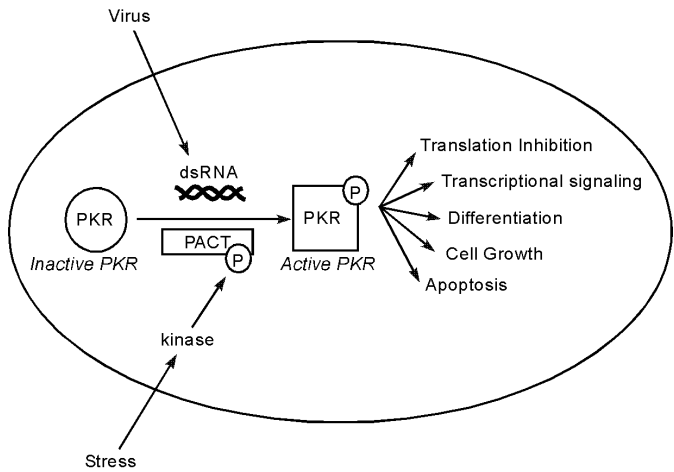 Virus
dsRNA
PKR
Inactive PKR
PACT
P
PKR
P
Active PKR
Translation Inhibition
Transcriptional signaling
Differentiation
Cell Growth
Apoptosis
kinase
Stress